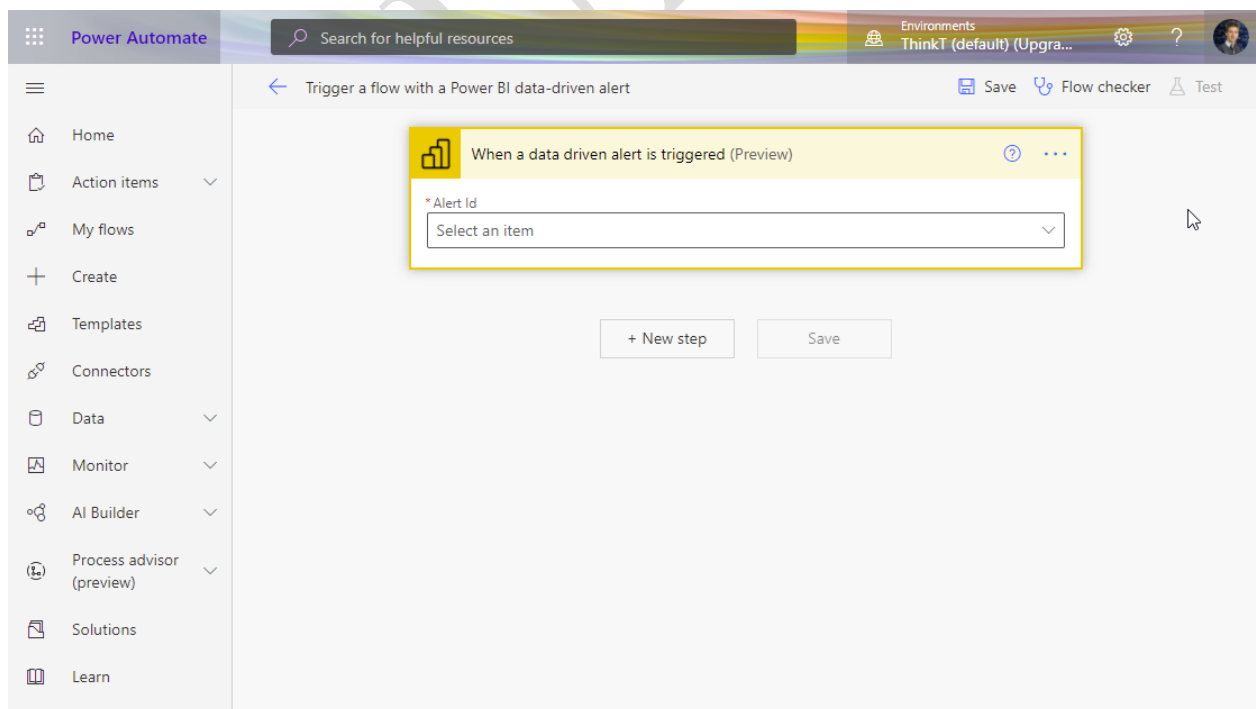 Power Automate
Search for helpful resources
Environments
ThinkT (default) (Upgra...
?
Trigger a flow with a Power BI data-driven alert
Save
Flow checker
Test
Home
Action items
My flows
Create
Templates
Connectors
Data
Monitor
AI Builder
Process advisor
(preview)
Solutions
Learn
When a data driven alert is triggered (Preview)
* Alert Id
Select an item
+ New step
Save